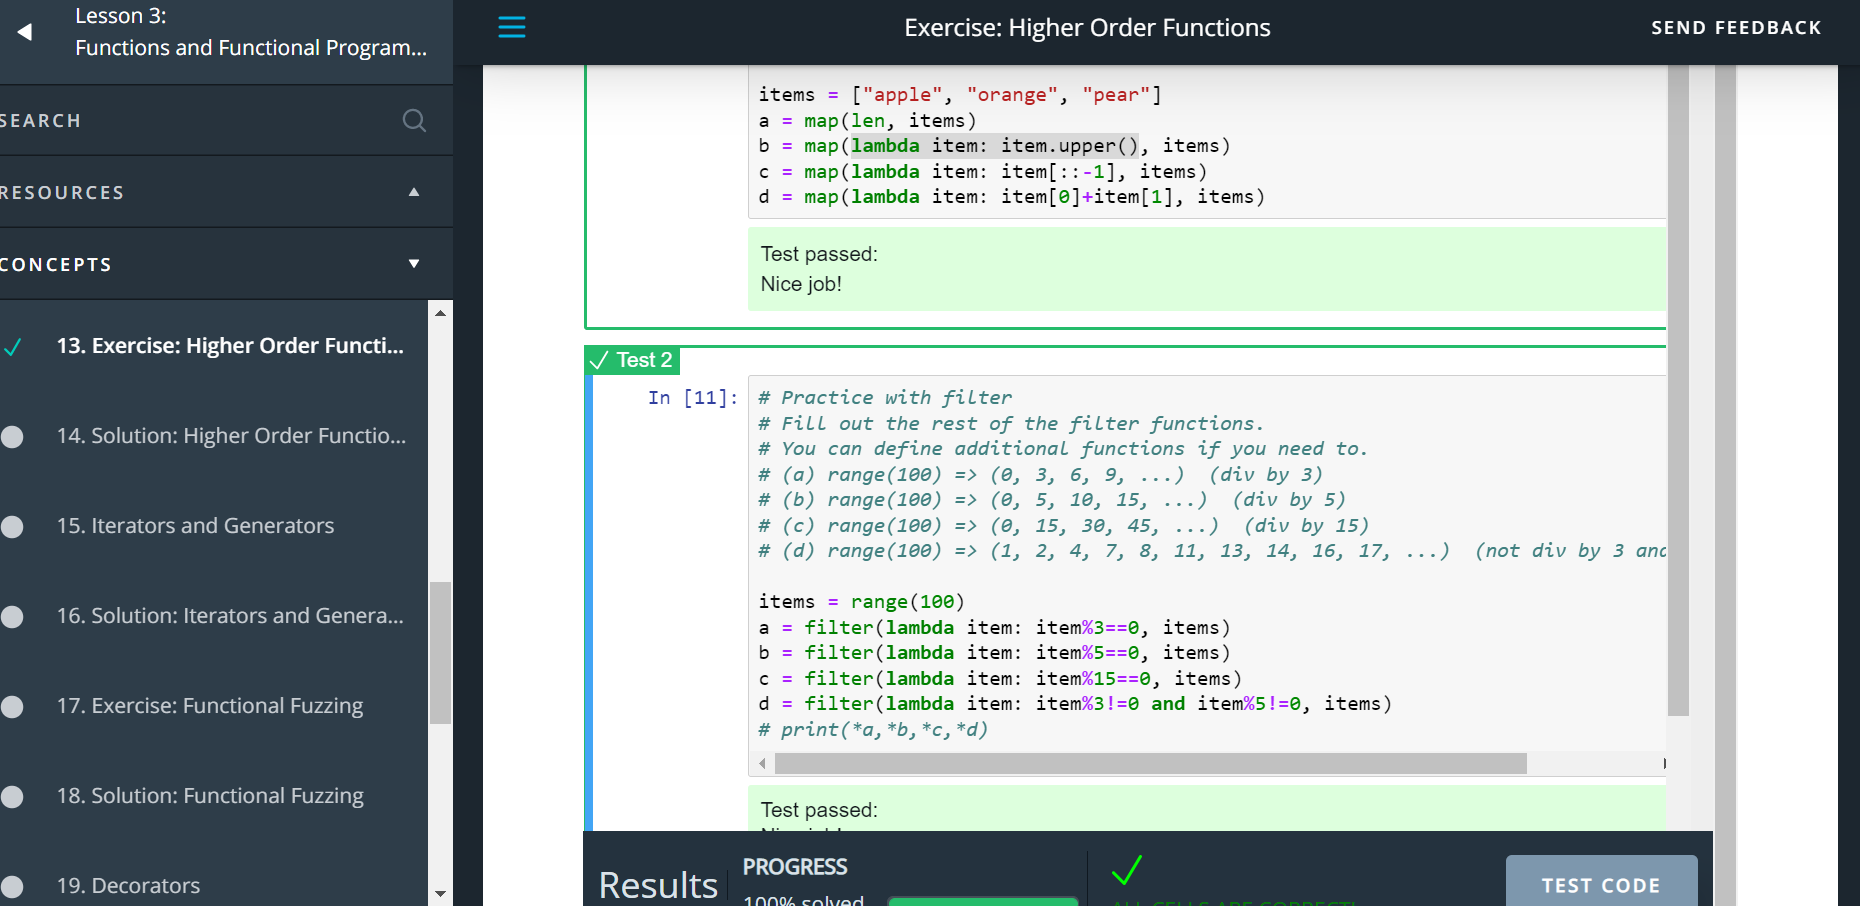 Lesson 3:
Functions and Functional Program...
SEARCH
RESOURCES
CONCEPTS
13. Exercise: Higher Order Functi...
14. Solution: Higher Order Functio...
15. Iterators and Generators
16. Solution: Iterators and Genera...
17. Exercise: Functional Fuzzing
18. Solution: Functional Fuzzing
19. Decorators
Exercise: Higher Order Functions
SEND FEEDBACK
items = ["apple", "orange", "pear"]
a = map(len, items)
b = map(lambda item: item.upper(), items)
c = map(lambda item: item[::-1], items)
d = map(lambda item: item[0]+item[1], items)
Test passed:
Nice job!
Test 2
In [11]:
# Practice with filter
# Fill out the rest of the filter functions.
# You can define additional functions if you need to.
# (a) range(100) => (0, 3, 6, 9, ...)  (div by 3)
# (b) range(100) => (0, 5, 10, 15, ...)  (div by 5)
# (c) range(100) => (0, 15, 30, 45, ...)  (div by 15)
# (d) range(100) => (1, 2, 4, 7, 8, 11, 13, 14, 16, 17, ...)  (not div by 3 and
items = range(100)
a = filter(lambda item: item%3==0, items)
b = filter(lambda item: item%5==0, items)
c = filter(lambda item: item%15==0, items)
d = filter(lambda item: item%3!=0 and item%5!=0, items)
# print(*a,*b,*c,*d)
Test passed:
Results
PROGRESS
100% solved
ALL CELLS ARE CORRECT!
TEST CODE